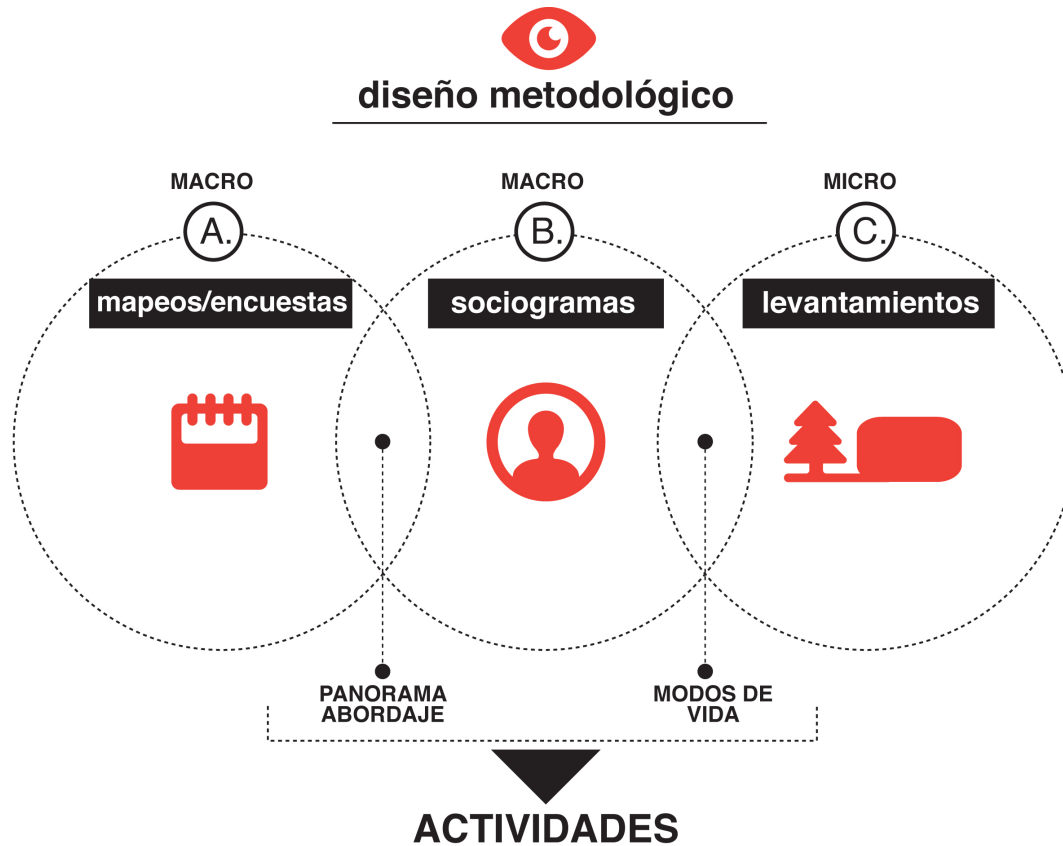 diseño metodológico
MACRO
A.
mapeos/encuestas
MACRO
B.
sociogramas
MICRO
C.
levantamientos
PANORAMA
ABORDAJE
MODOS DE
VIDA
ACTIVIDADES